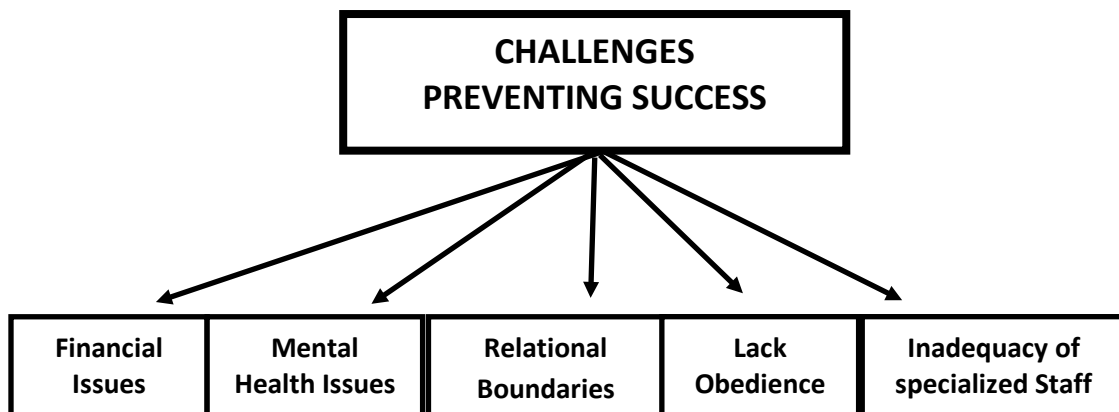 CHALLENGES
PREVENTING SUCCESS
Financial
Issues
Mental
Health Issues
Relational
Boundaries
Lack
Obedience
Inadequacy of
specialized Staff